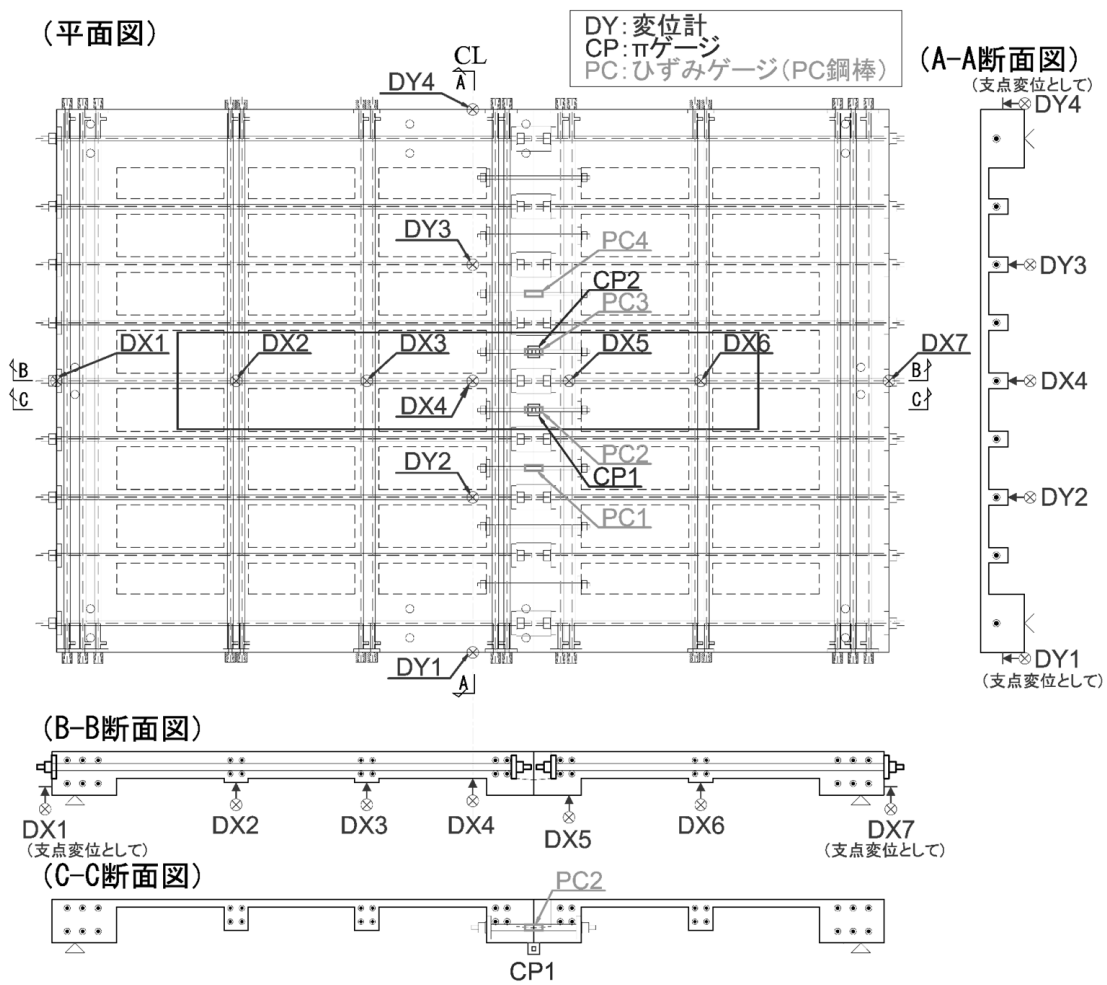 (平面図)
DY:変位計
CP:πゲージ
PC:ひずみゲージ(PC鋼棒)
(A-A断面図)
(支点変位として)
CL
A
DY4
DY4
DY3
PC4
DY3
CP2
PC3
DX1
DX2
DX3
DX5
DX6
DX7
B
B
C
C
DX4
DX4
PC2
DY2
CP1
DY2
PC1
DY1
A
DY1
(支点変位として)
(B-B断面図)
DX1
DX2
DX3
DX4
DX5
DX6
DX7
(支点変位として)
(支点変位として)
(C-C断面図)
PC2
CP1